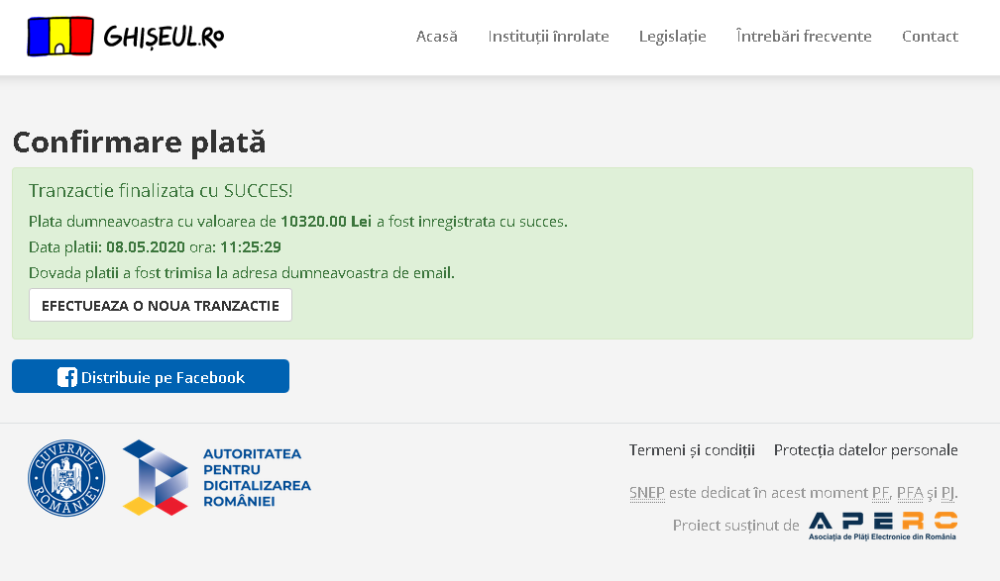 GHIȘEUL.RO
Acasă Instituții înrolate Legislație Întrebări frecvente Contact
Confirmare plată
Tranzactie finalizata cu SUCCES!
Plata dumneavoastra cu valoarea de 10320.00 Lei a fost inregistrata cu succes.
Data platii: 08.05.2020 ora: 11:25:29
Dovada platii a fost trimisa la adresa dumneavoastra de email.
EFECTUEAZA O NOUA TRANZACTIE
Distribuie pe Facebook
GUVERNUL ROMÂNIEI
AUTORITATEA
PENTRU
DIGITALIZAREA
ROMÂNIEI
Termeni și condiții Protecția datelor personale
SNEP este dedicat în acest moment PF, PFA și PJ.
Proiect susținut de APERO
Asociația de Plăți Electronice din România